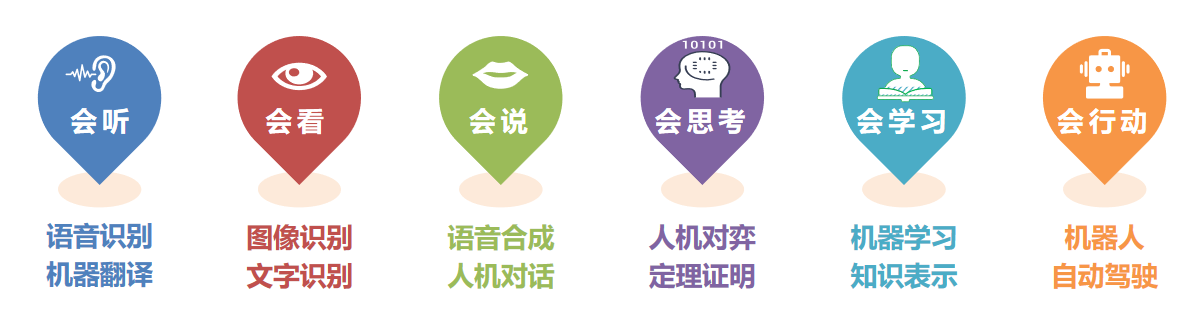 10101
会听
会看
会说
会思考
会学习
会行动
语音识别
机器翻译
图像识别
文字识别
语音合成
人机对话
人机对弈
定理证明
机器学习
知识表示
机器人
自动驾驶